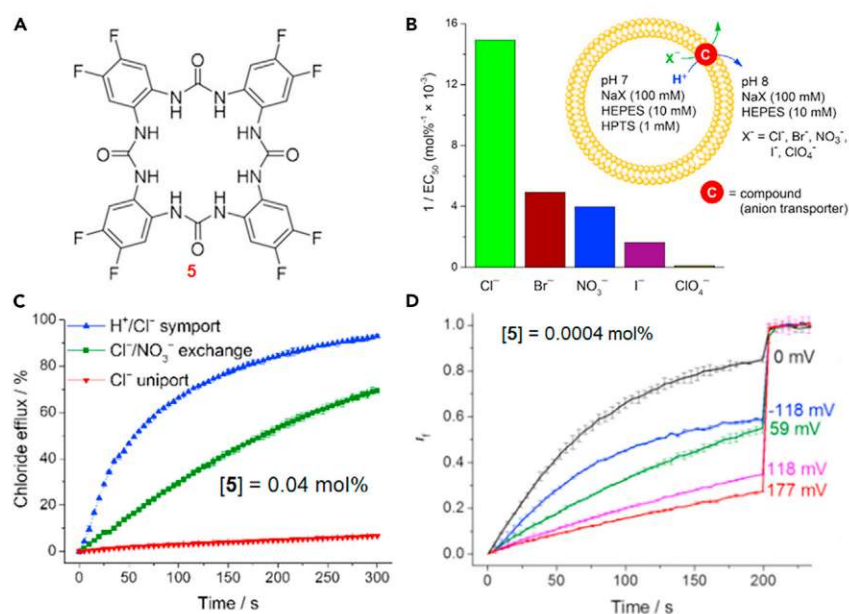 A
F
F
F
F
O
NH
NH
NH
HN
O
O
HN
NH
NH
HN
O
F
F
F
F
5
B
1 / EC₅₀ (mol%⁻¹ × 10⁻³)
16
12
8
4
0
Cl⁻
Br⁻
NO₃⁻
I⁻
ClO₄⁻
X⁻
H⁺
C
pH 7
NaX (100 mM)
HEPES (10 mM)
HPTS (1 mM)
pH 8
NaX (100 mM)
HEPES (10 mM)
X⁻ = Cl⁻, Br⁻, NO₃⁻,
I⁻, ClO₄⁻
C = compound
(anion transporter)
C
Chloride efflux / %
100
80
60
40
20
0
H⁺/Cl⁻ symport
Cl⁻/NO₃⁻ exchange
Cl⁻ uniport
[5] = 0.04 mol%
0 50 100 150 200 250 300
Time / s
D
I_f
1.0
0.8
0.6
0.4
0.2
0.0
[5] = 0.0004 mol%
0 mV
-118 mV
59 mV
118 mV
177 mV
0 50 100 150 200
Time / s